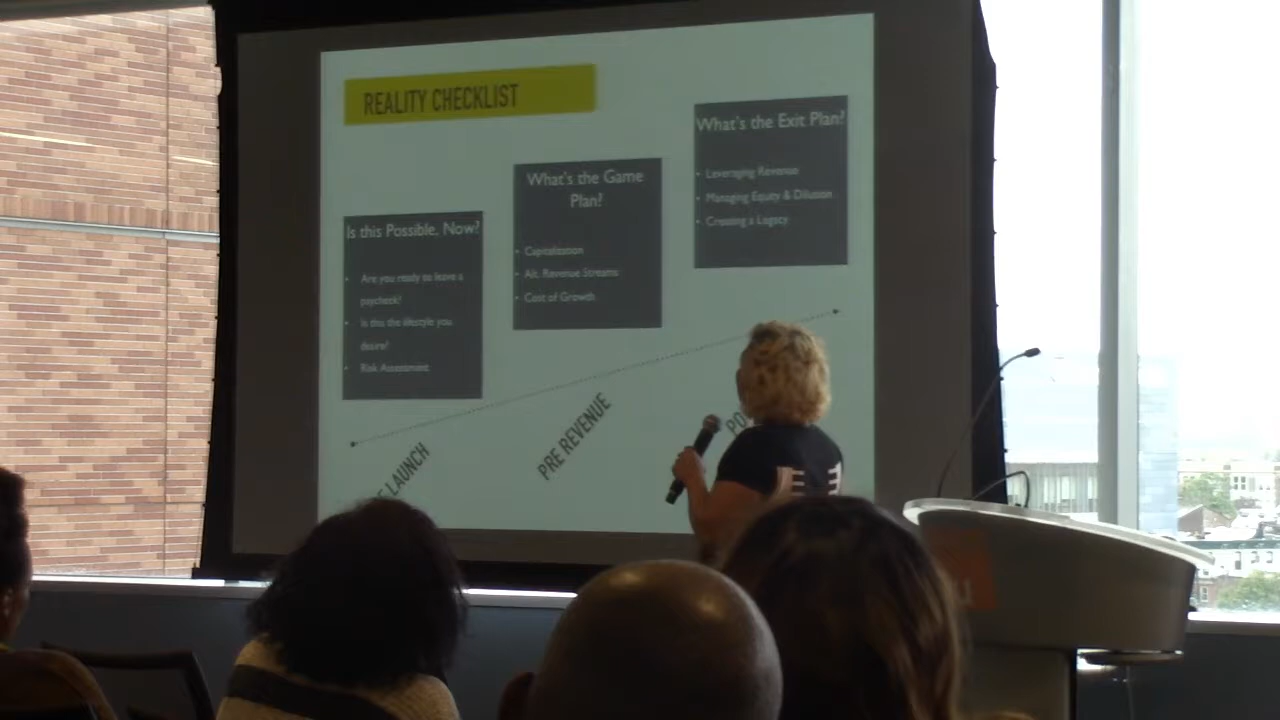 REALITY CHECKLIST
Is this Possible, Now?
• Are you ready to leave a
paycheck?
• Is this the lifestyle you
desire?
• Risk Assessment
What's the Game
Plan?
• Capitalization
• Alt. Revenue Streams
• Cost of Growth
What's the Exit Plan?
• Leveraging Revenue
• Managing Equity & Dilution
• Creating a Legacy
LAUNCH
PRE REVENUE